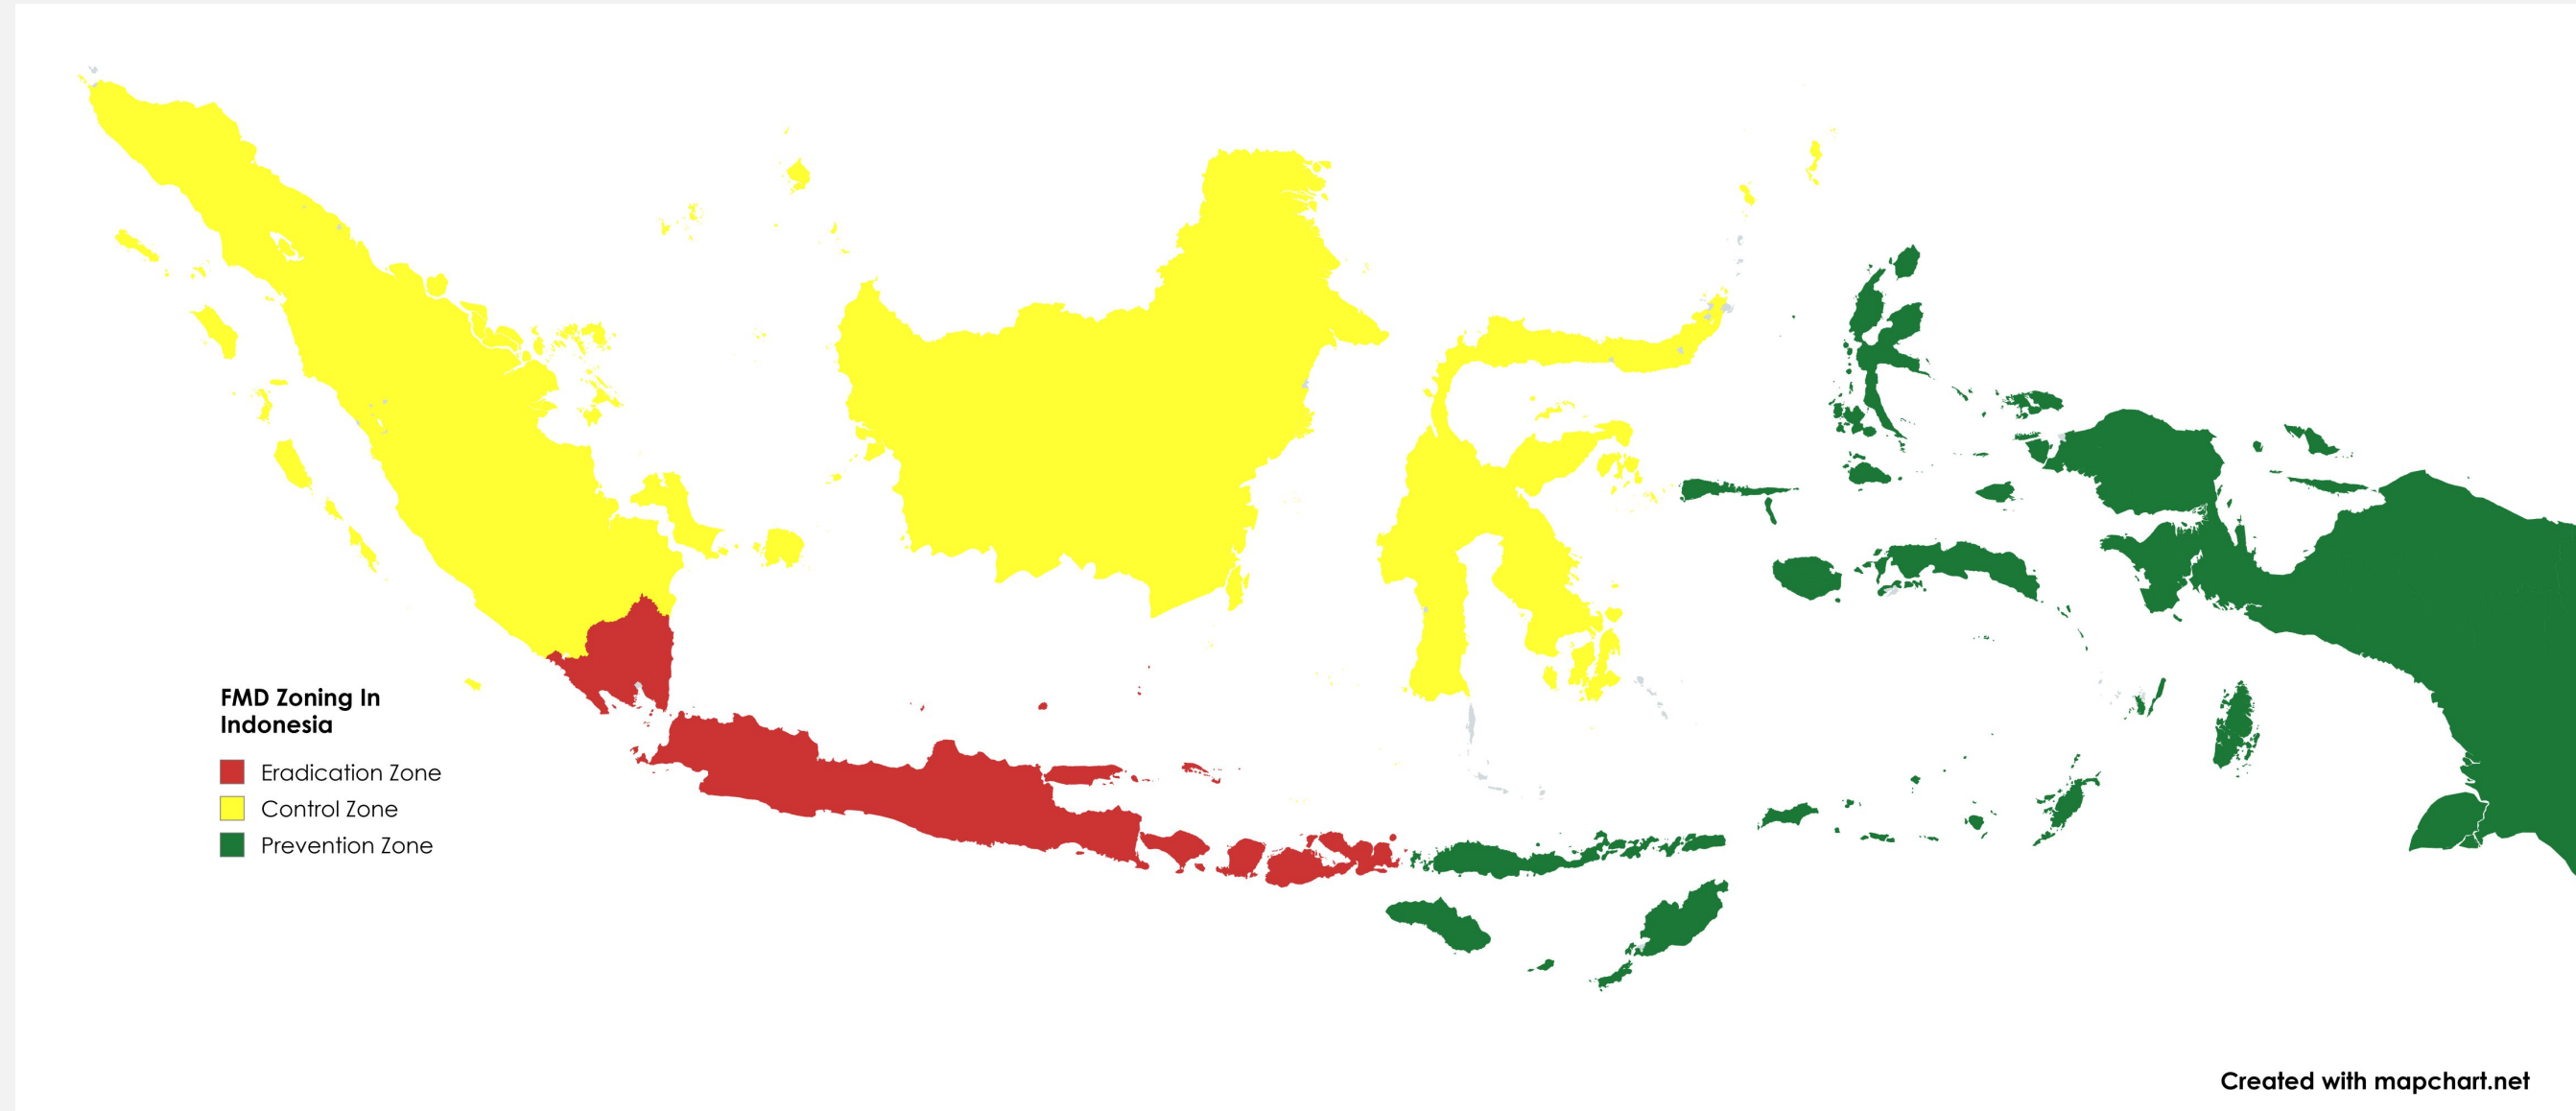 FMD Zoning In
Indonesia
Eradication Zone
Control Zone
Prevention Zone
Created with mapchart.net